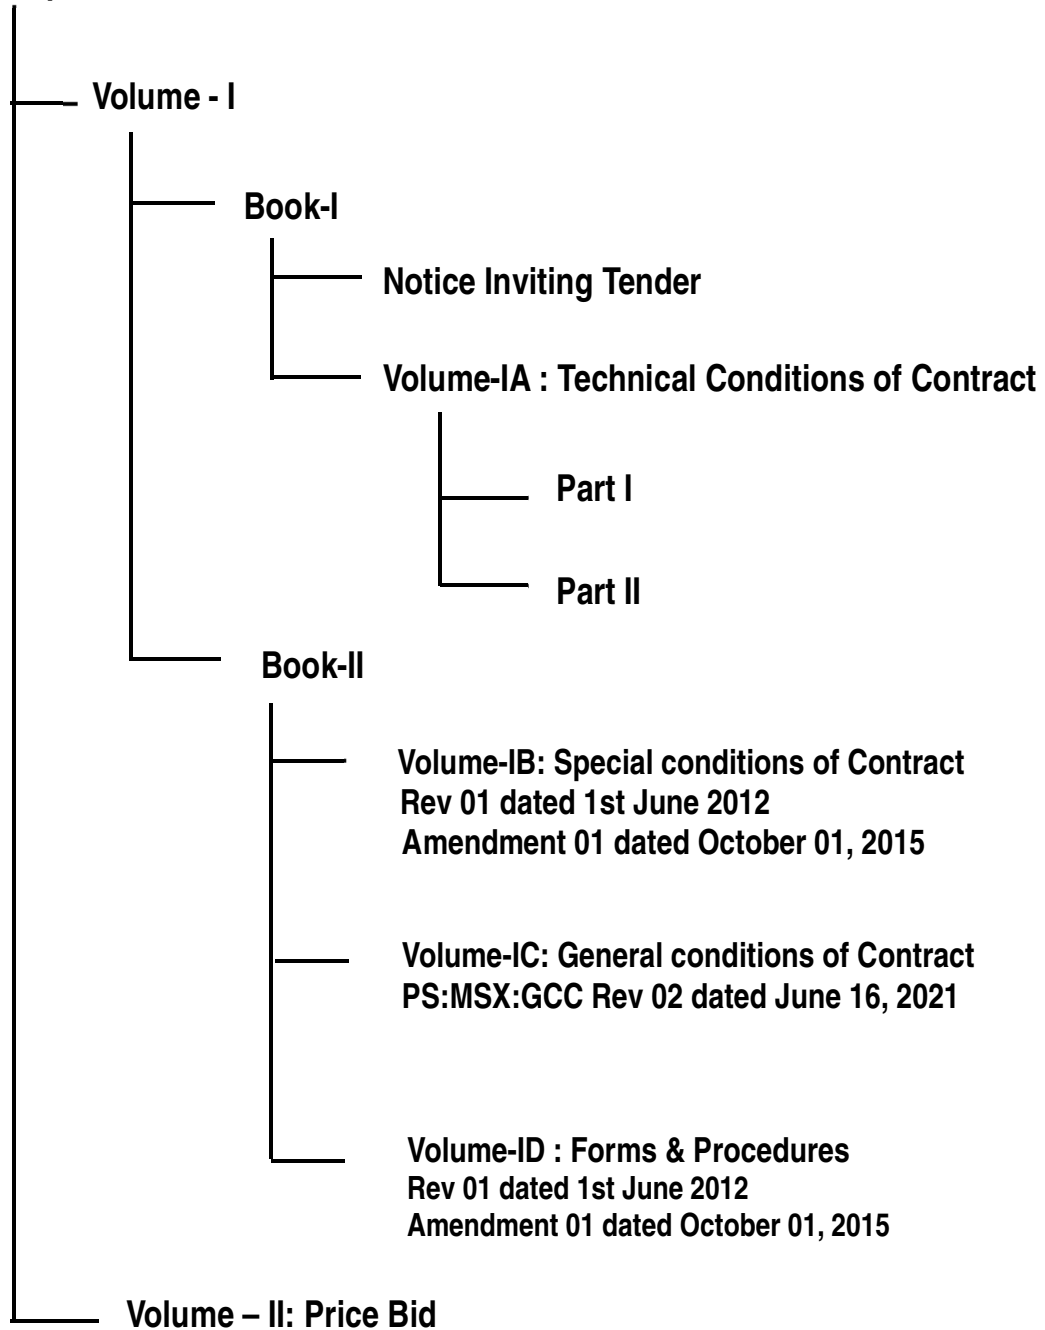 Volume - I
Book-I
Notice Inviting Tender
Volume-IA : Technical Conditions of Contract
Part I
Part II
Book-II
Volume-IB: Special conditions of Contract
Rev 01 dated 1st June 2012
Amendment 01 dated October 01, 2015
Volume-IC: General conditions of Contract
PS:MSX:GCC Rev 02 dated June 16, 2021
Volume-ID : Forms & Procedures
Rev 01 dated 1st June 2012
Amendment 01 dated October 01, 2015
Volume – II: Price Bid